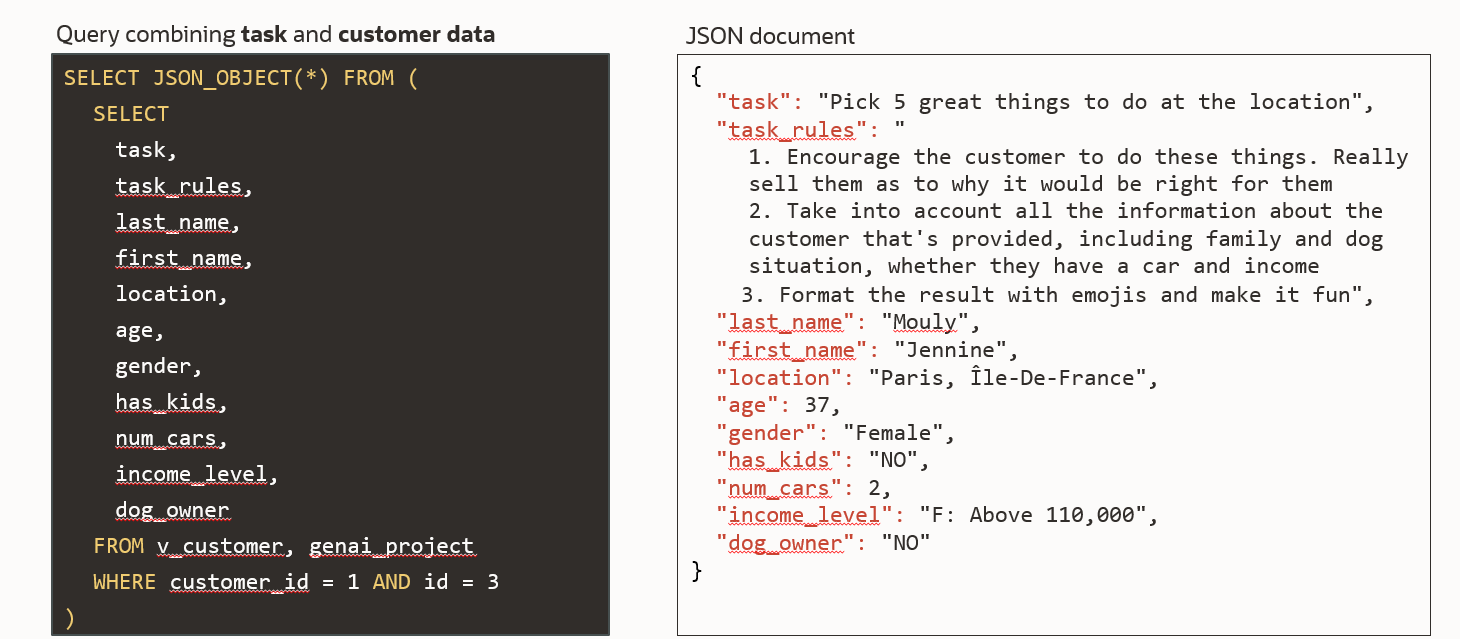 Query combining task and customer data
SELECT JSON_OBJECT(*) FROM (
SELECT
task,
task_rules,
last_name,
first_name,
location,
age,
gender,
has_kids,
num_cars,
income_level,
dog_owner
FROM v_customer, genai_project
WHERE customer_id = 1 AND id = 3
)
JSON document
{
"task": "Pick 5 great things to do at the location",
"task_rules": "
1. Encourage the customer to do these things. Really
sell them as to why it would be right for them
2. Take into account all the information about the
customer that's provided, including family and dog
situation, whether they have a car and income
3. Format the result with emojis and make it fun",
"last_name": "Mouly",
"first_name": "Jennine",
"location": "Paris, Île-De-France",
"age": 37,
"gender": "Female",
"has_kids": "NO",
"num_cars": 2,
"income_level": "F: Above 110,000",
"dog_owner": "NO"
}